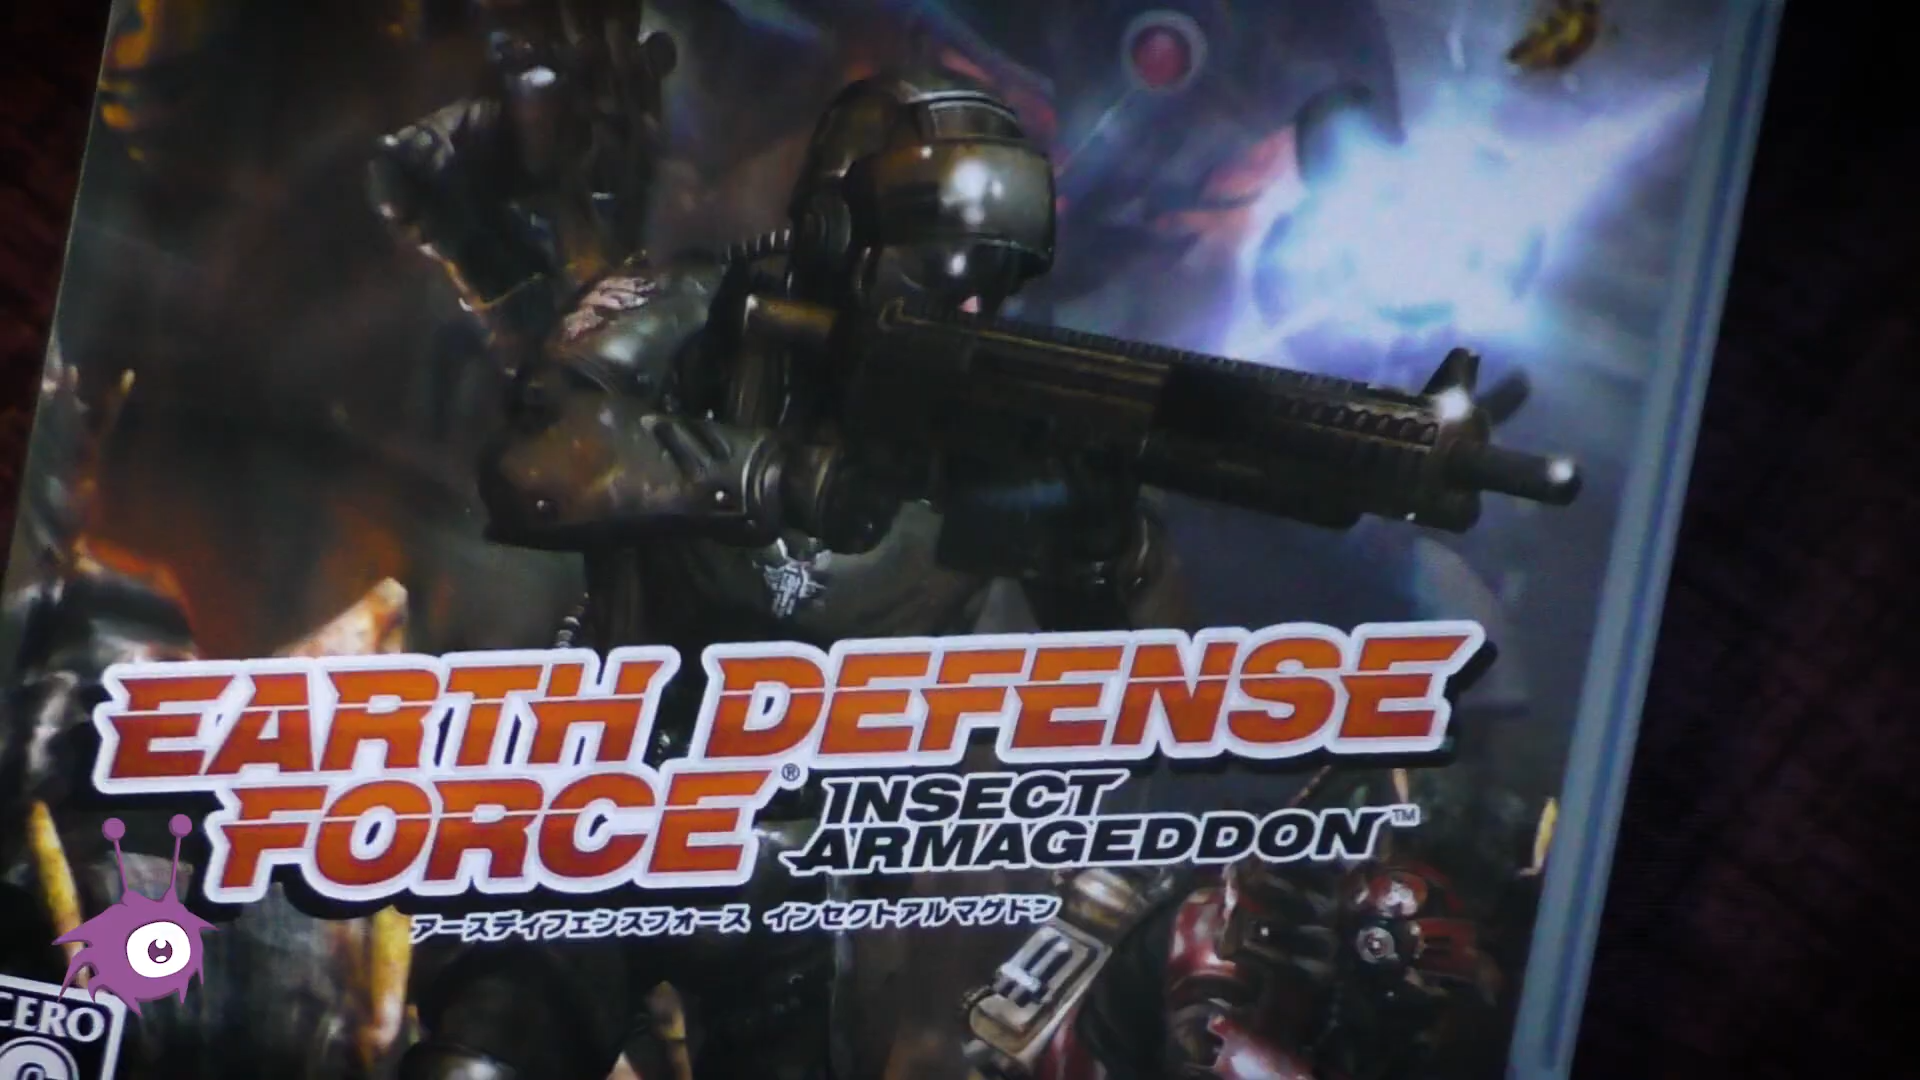 EARTH DEFENSE
FORCE®
INSECT
ARMAGEDDON™
アースディフェンスフォース インセクトアルマゲドン
CERO